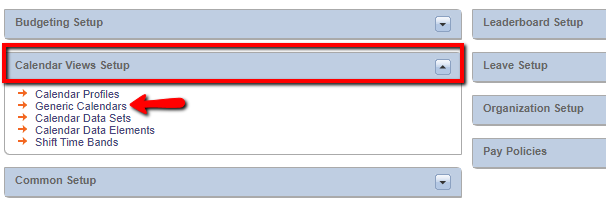 Budgeting Setup
Calendar Views Setup
Calendar Profiles
Generic Calendars
Calendar Data Sets
Calendar Data Elements
Shift Time Bands
Common Setup
Leaderboard Setup
Leave Setup
Organization Setup
Pay Policies